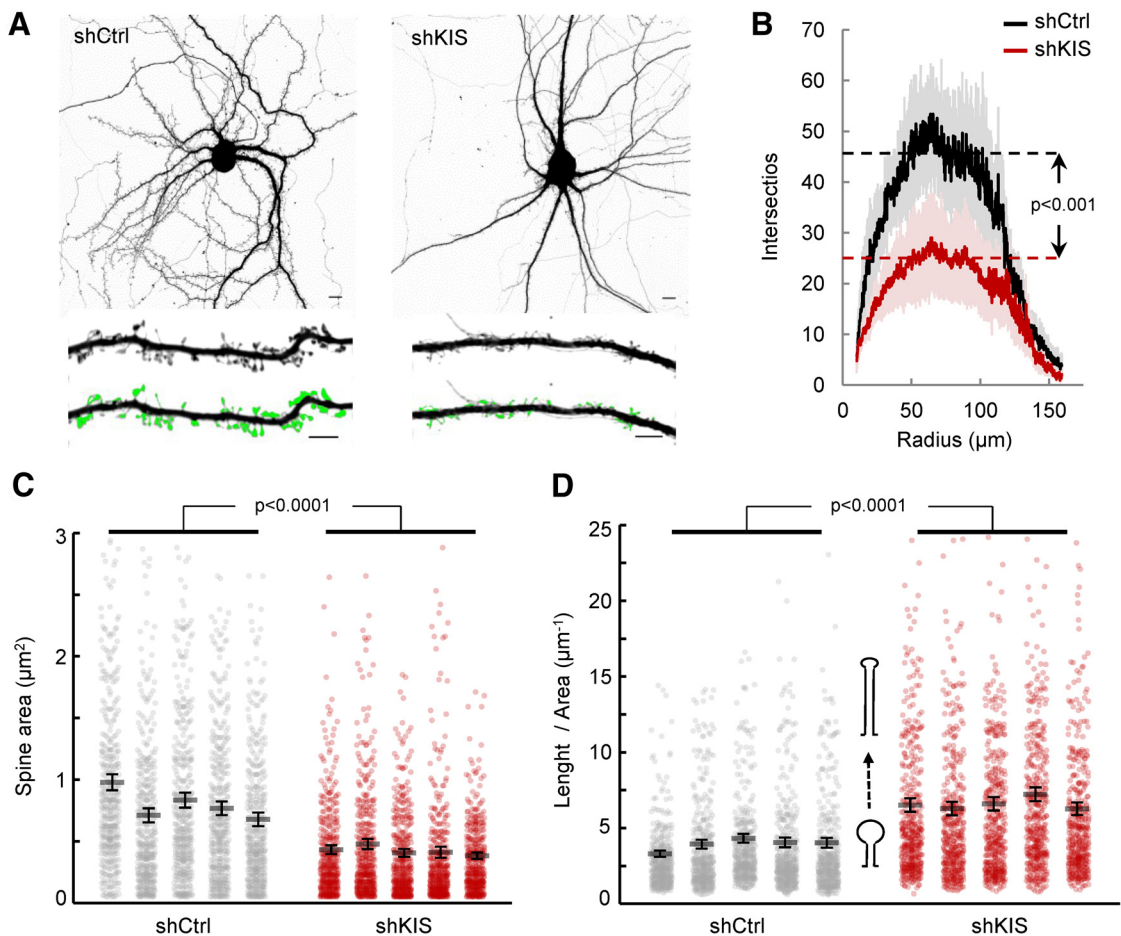 A
shCtrl
shKIS
B
shCtrl
shKIS
70
60
50
40
30
20
10
0
Intersectios
p<0.001
0 50 100 150
Radius (µm)
C
p<0.0001
3
2
1
0
Spine area (µm²)
shCtrl shKIS
D
p<0.0001
25
20
15
10
5
0
Lenght / Area (µm⁻¹)
shCtrl shKIS